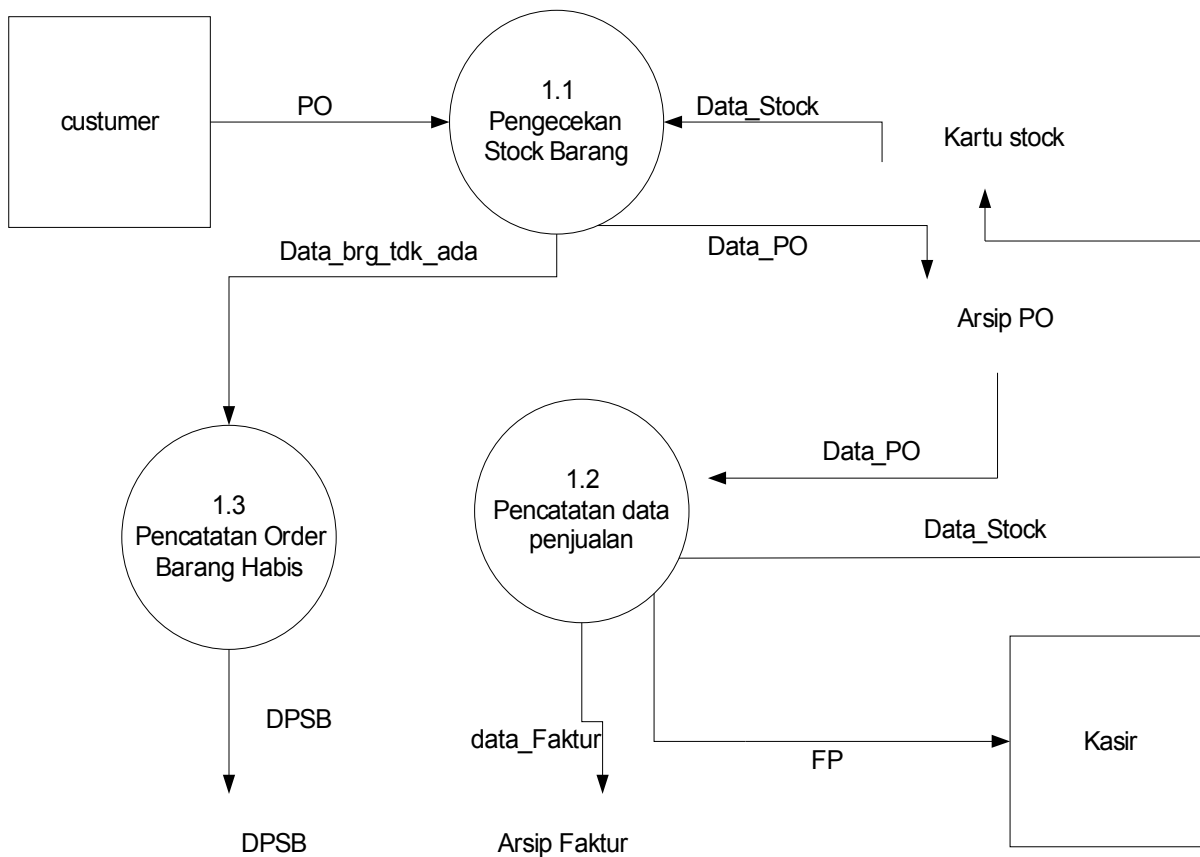 custumer
PO
1.1
Pengecekan
Stock Barang
Data_Stock
Kartu stock
Data_brg_tdk_ada
Data_PO
Arsip PO
Data_PO
1.3
Pencatatan Order
Barang Habis
1.2
Pencatatan data
penjualan
Data_Stock
DPSB
data_Faktur
FP
Kasir
DPSB
Arsip Faktur